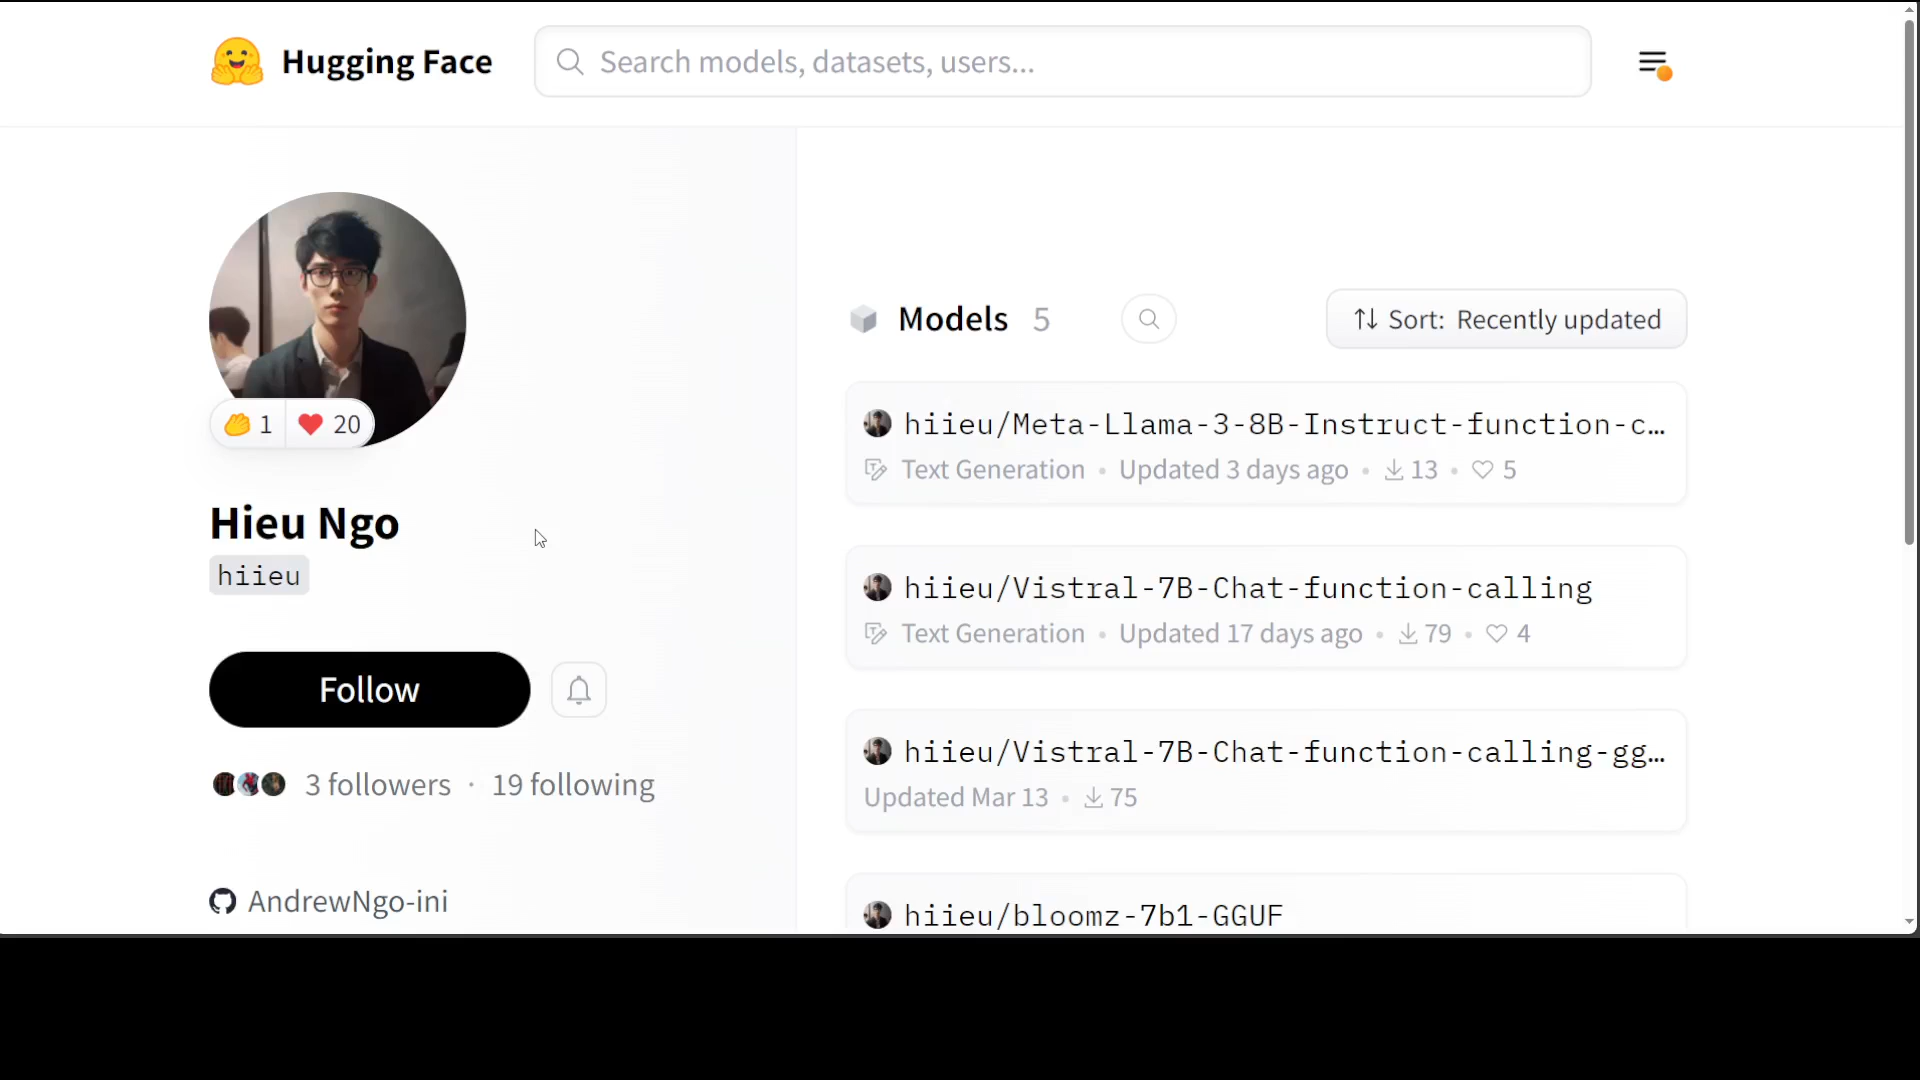 Hugging Face
Search models, datasets, users...
1
20
Hieu Ngo
hiieu
Follow
3 followers · 19 following
AndrewNgo-ini
Models 5
Sort: Recently updated
hiieu/Meta-Llama-3-8B-Instruct-function-c…
Text Generation • Updated 3 days ago • 13 • 5
hiieu/Vistral-7B-Chat-function-calling
Text Generation • Updated 17 days ago • 79 • 4
hiieu/Vistral-7B-Chat-function-calling-gg…
Updated Mar 13 • 75
hiieu/bloomz-7b1-GGUF